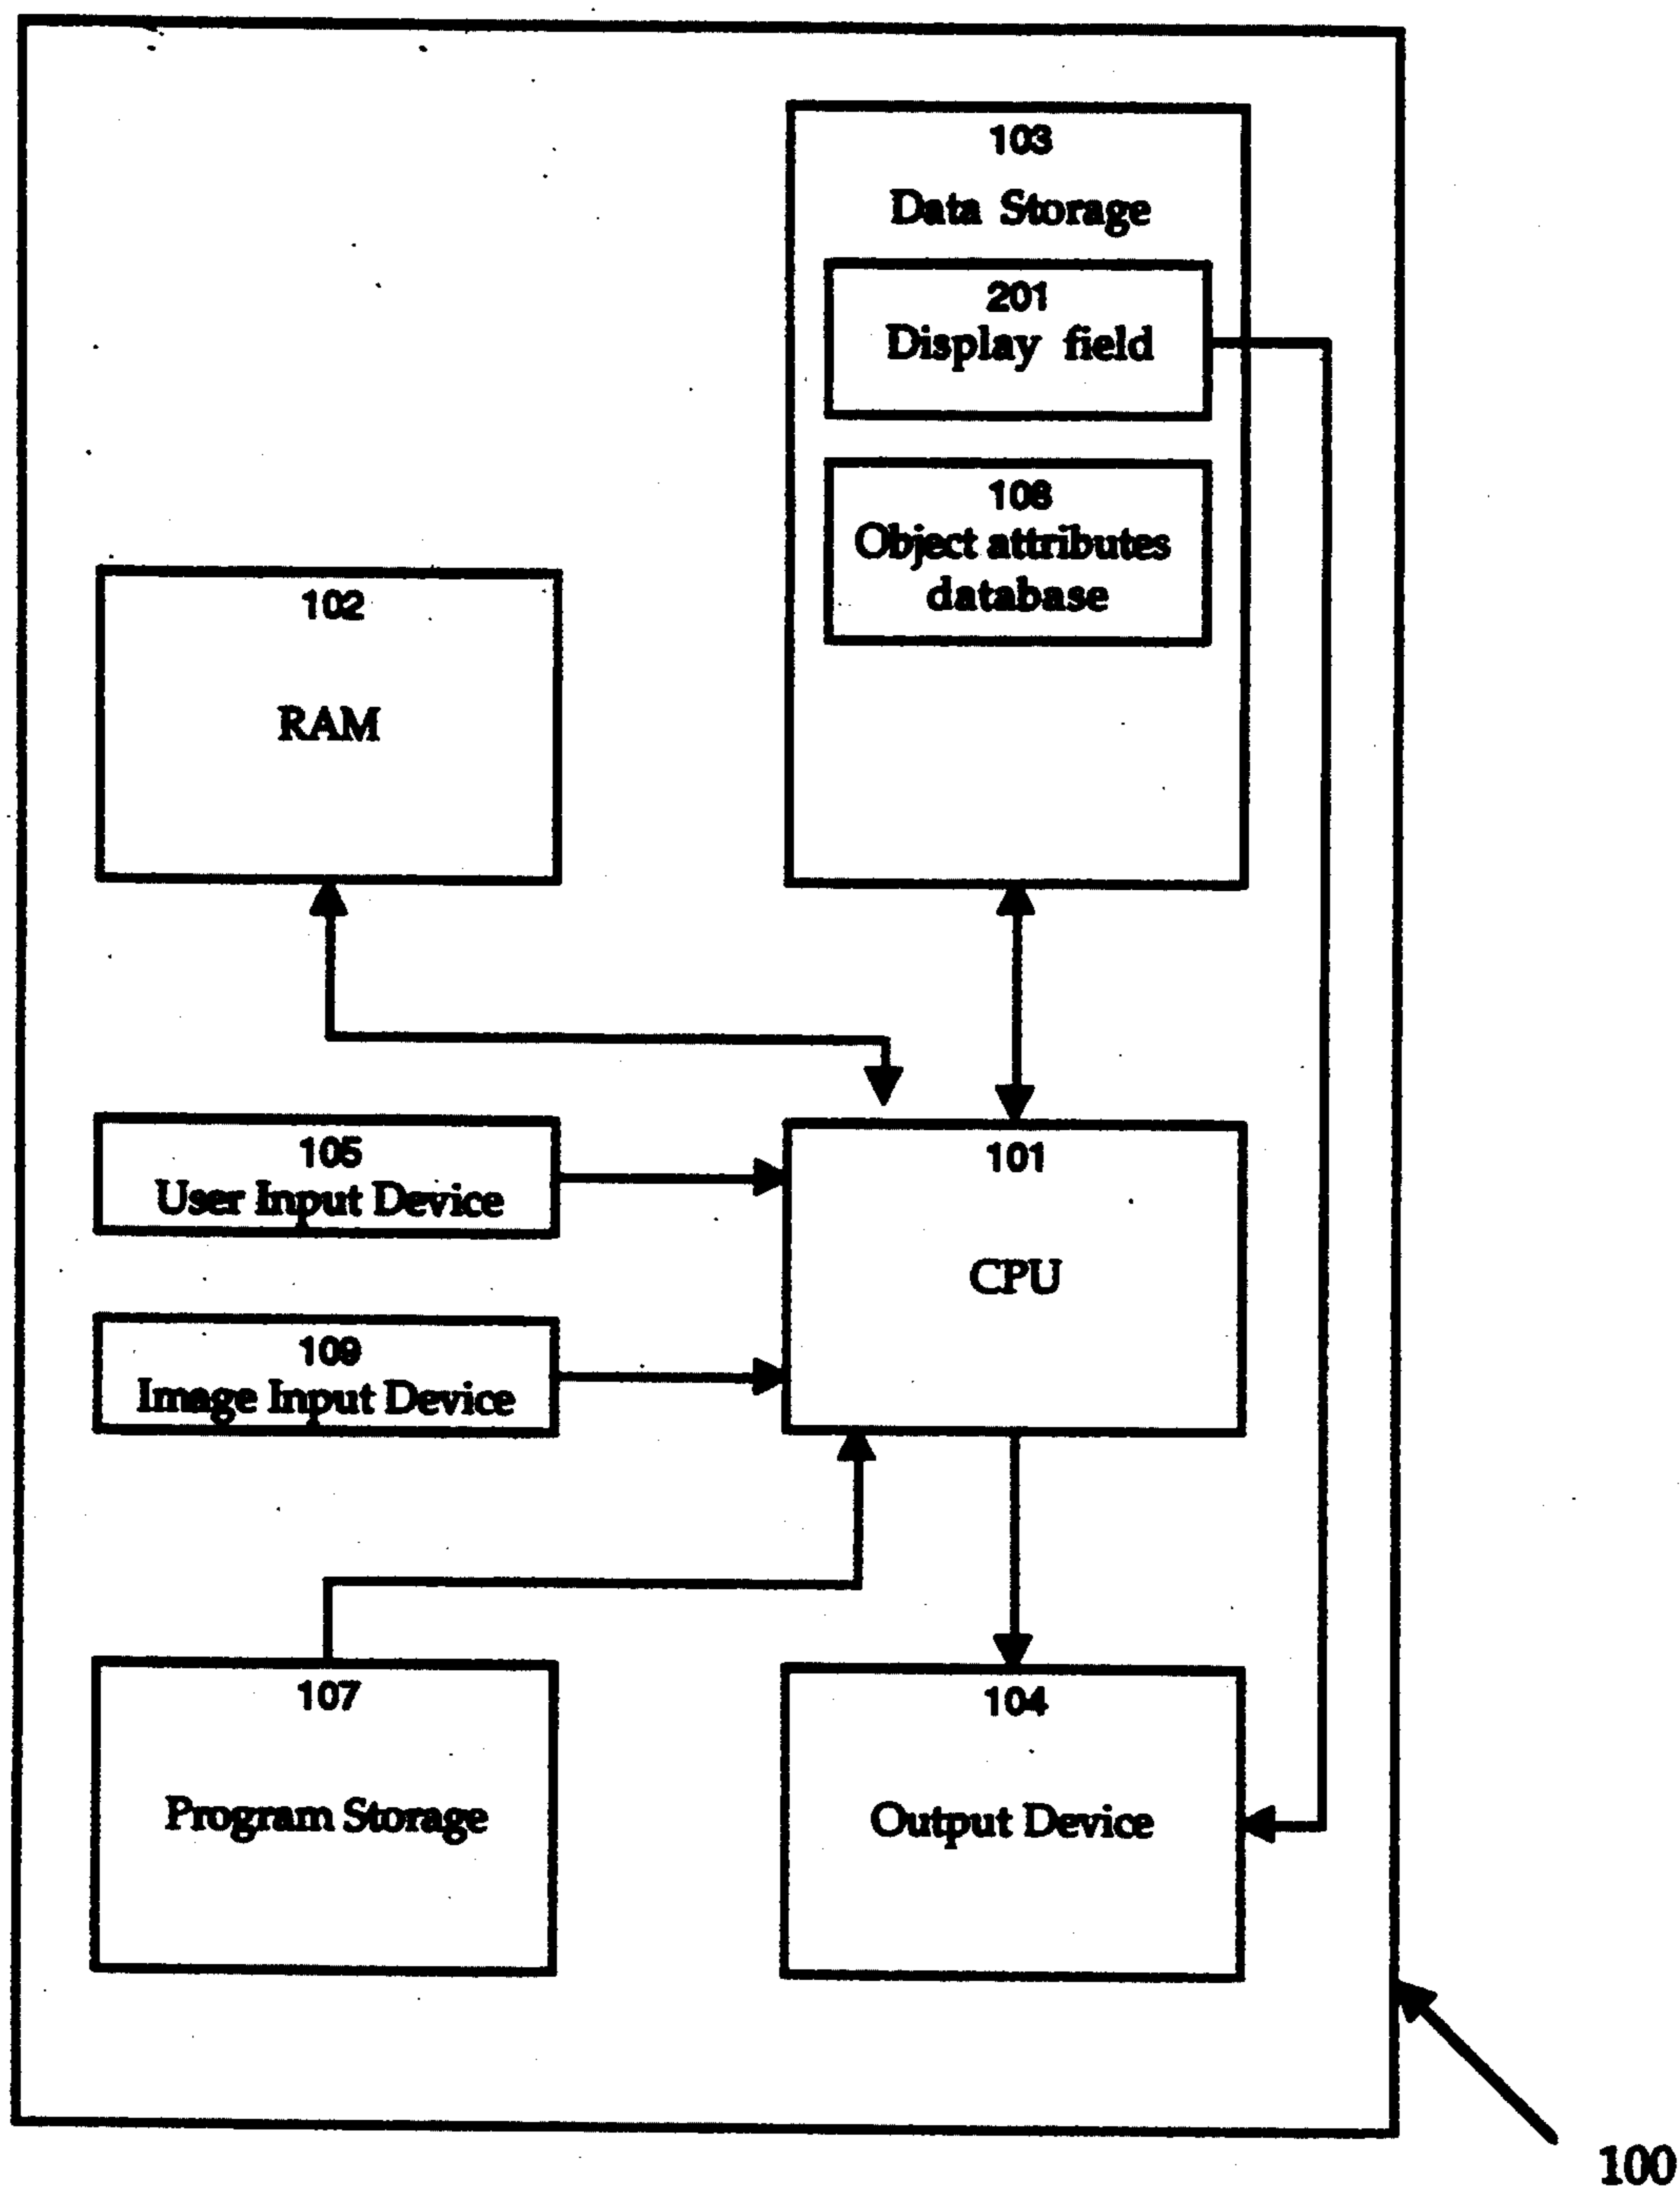 103
Data Storage
201
Display field
108
Object attributes
database
102
RAM
105
User Input Device
101
CPU
109
Image Input Device
107
Program Storage
104
Output Device
100